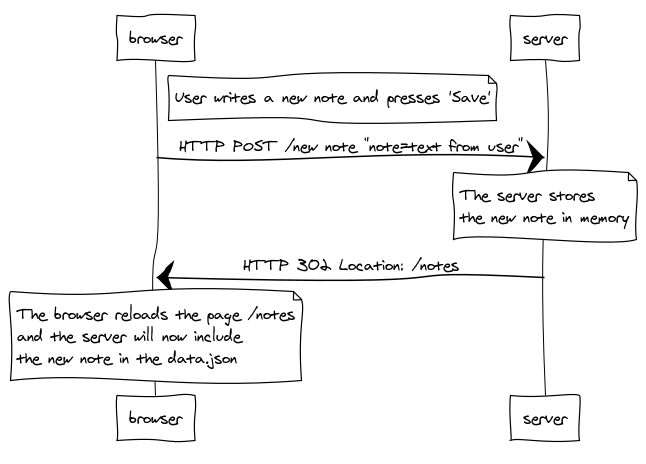 browser
server
User writes a new note and presses 'Save'
HTTP POST /new note "note=text from user"
The server stores
the new note in memory
HTTP 302 Location: /notes
The browser reloads the page /notes
and the server will now include
the new note in the data.json
browser
server